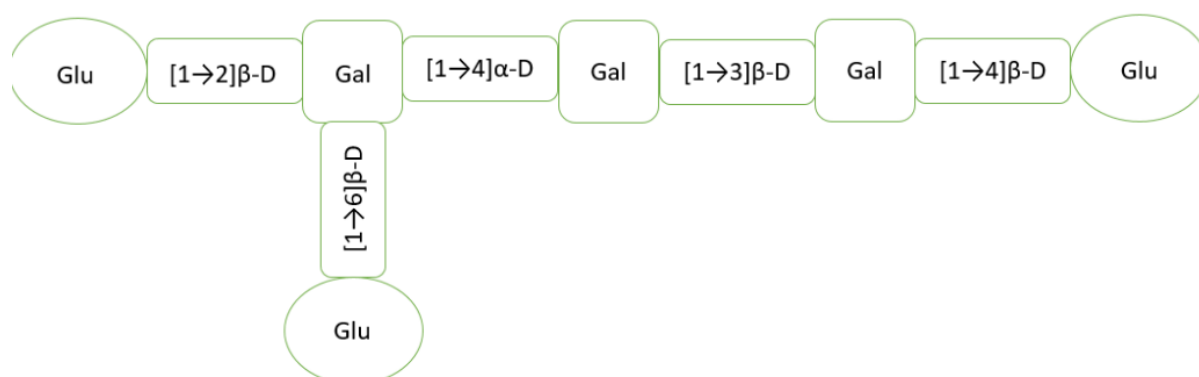 Glu [1→2]β-D Gal [1→4]α-D Gal [1→3]β-D Gal [1→4]β-D Glu
[1→6]β-D
Glu